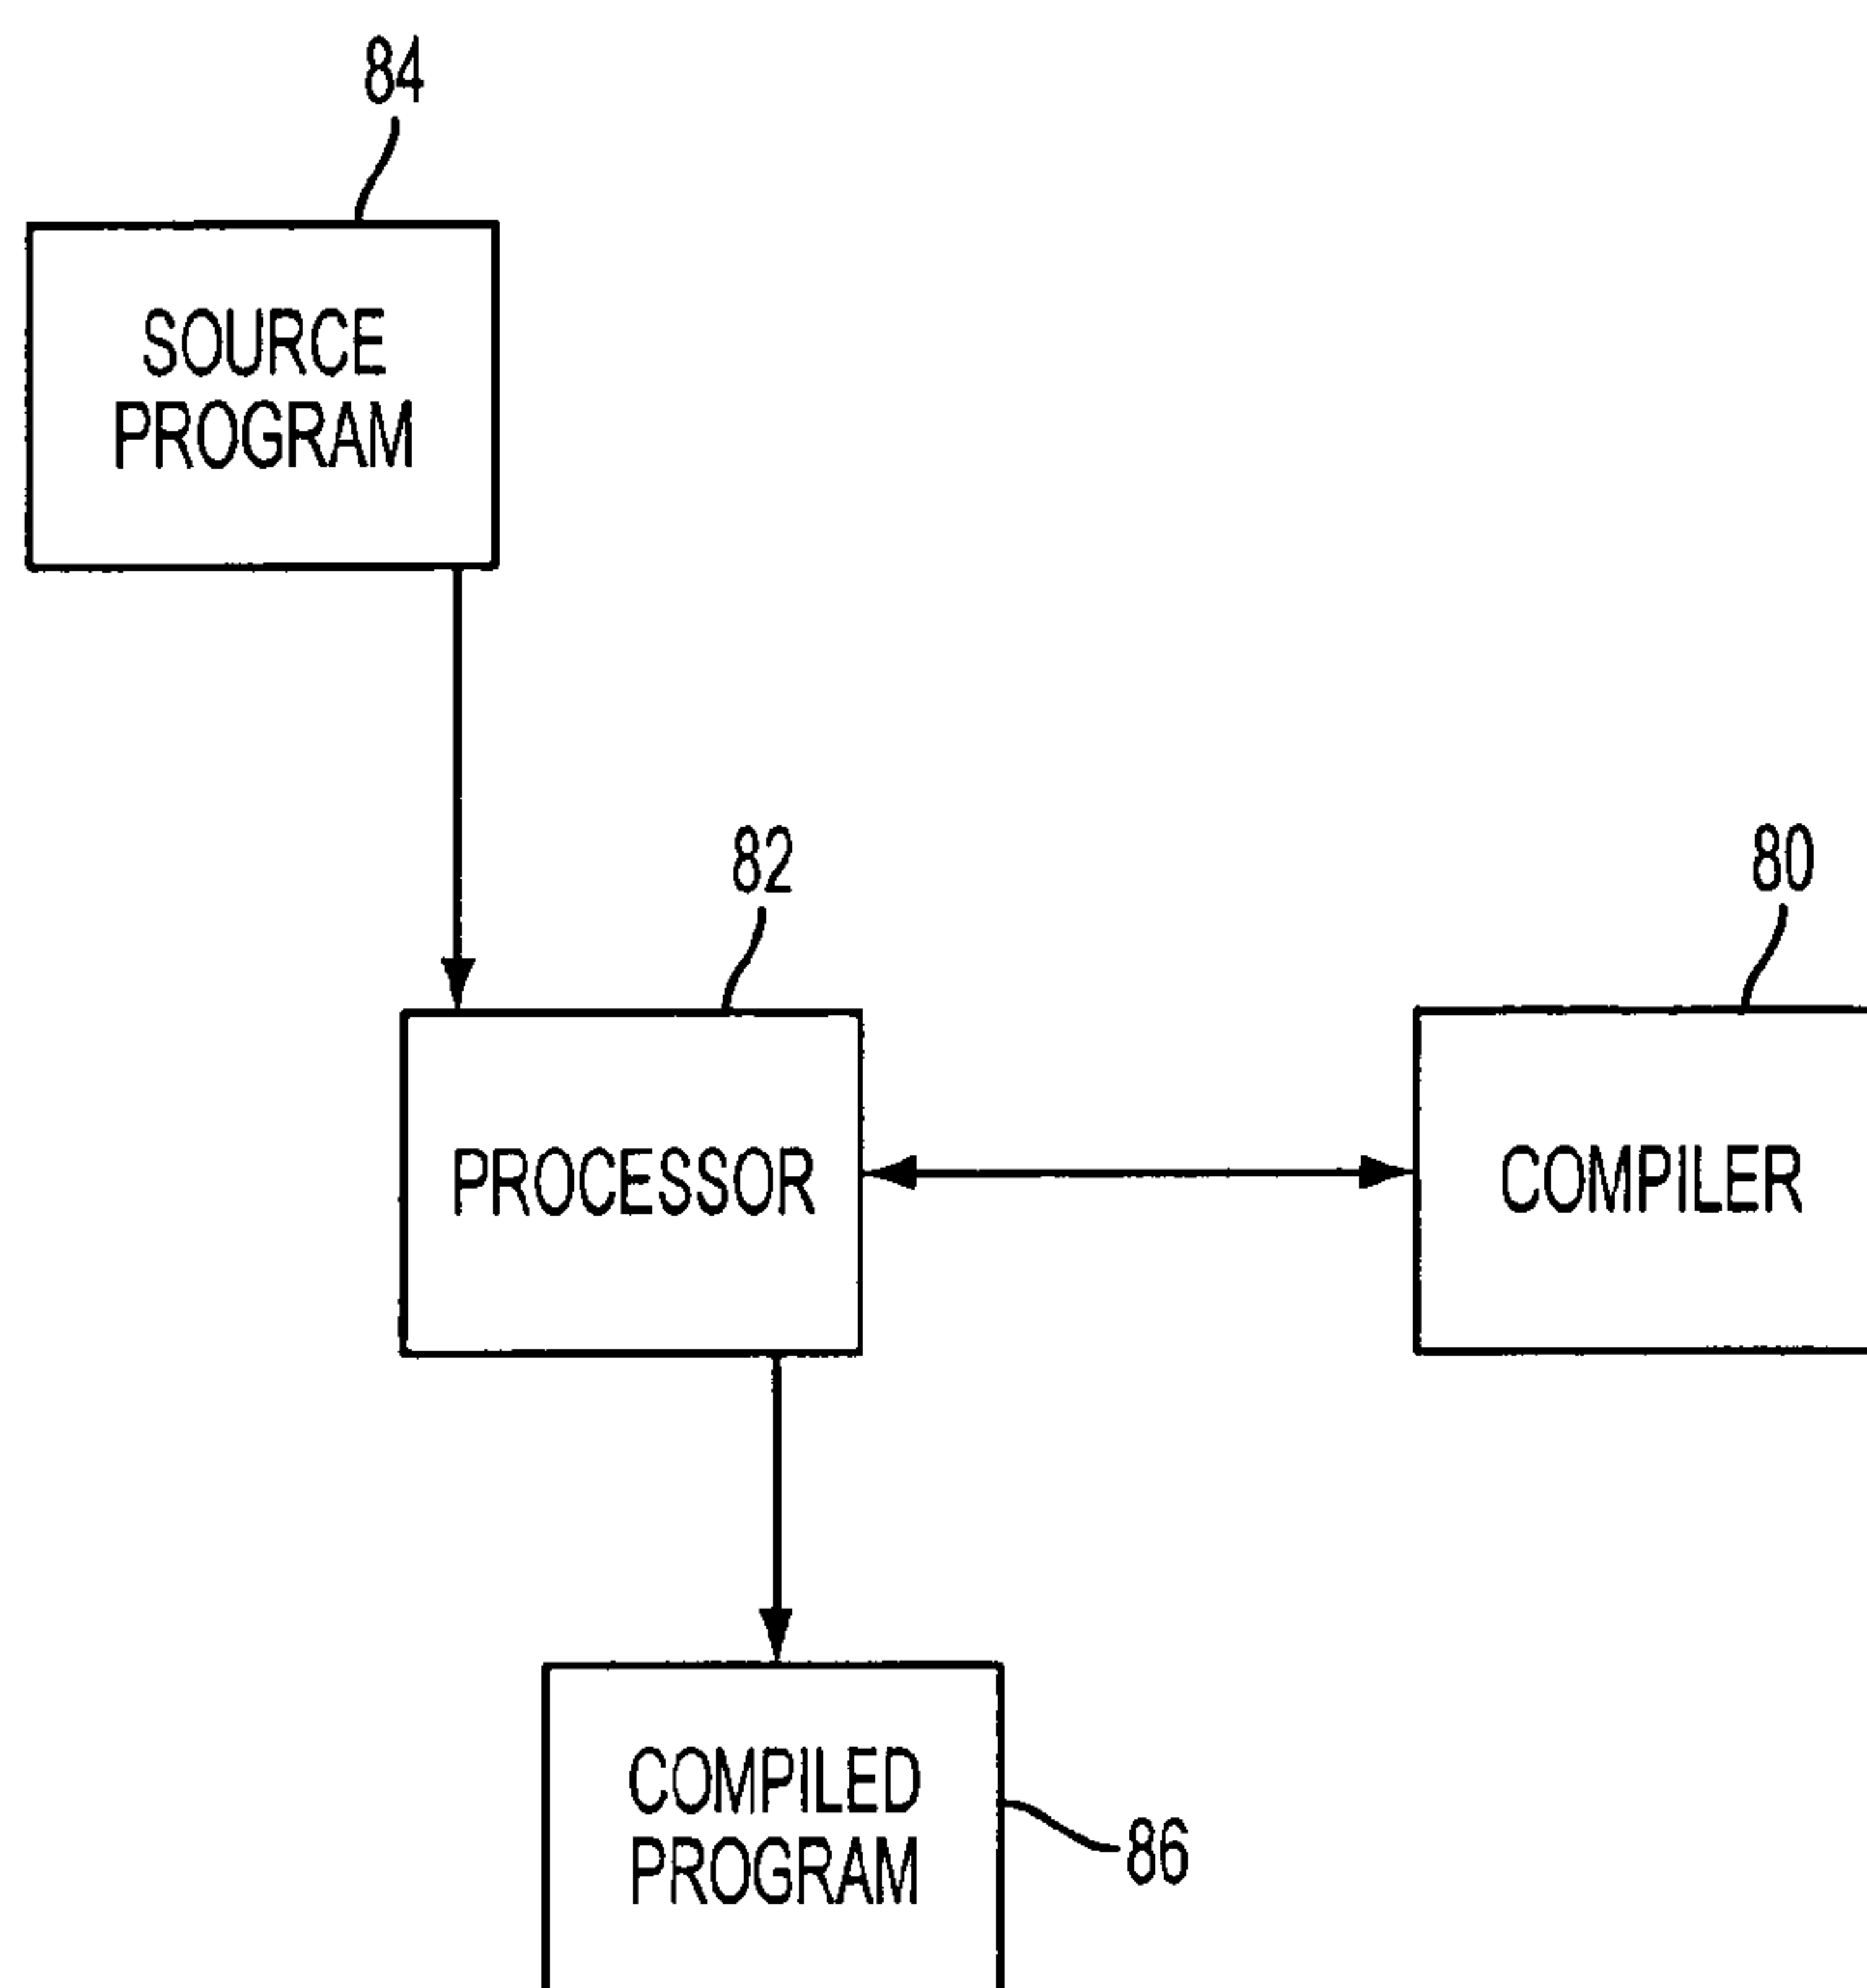 84
SOURCE
PROGRAM
82
80
PROCESSOR
COMPILER
COMPILED
PROGRAM
86